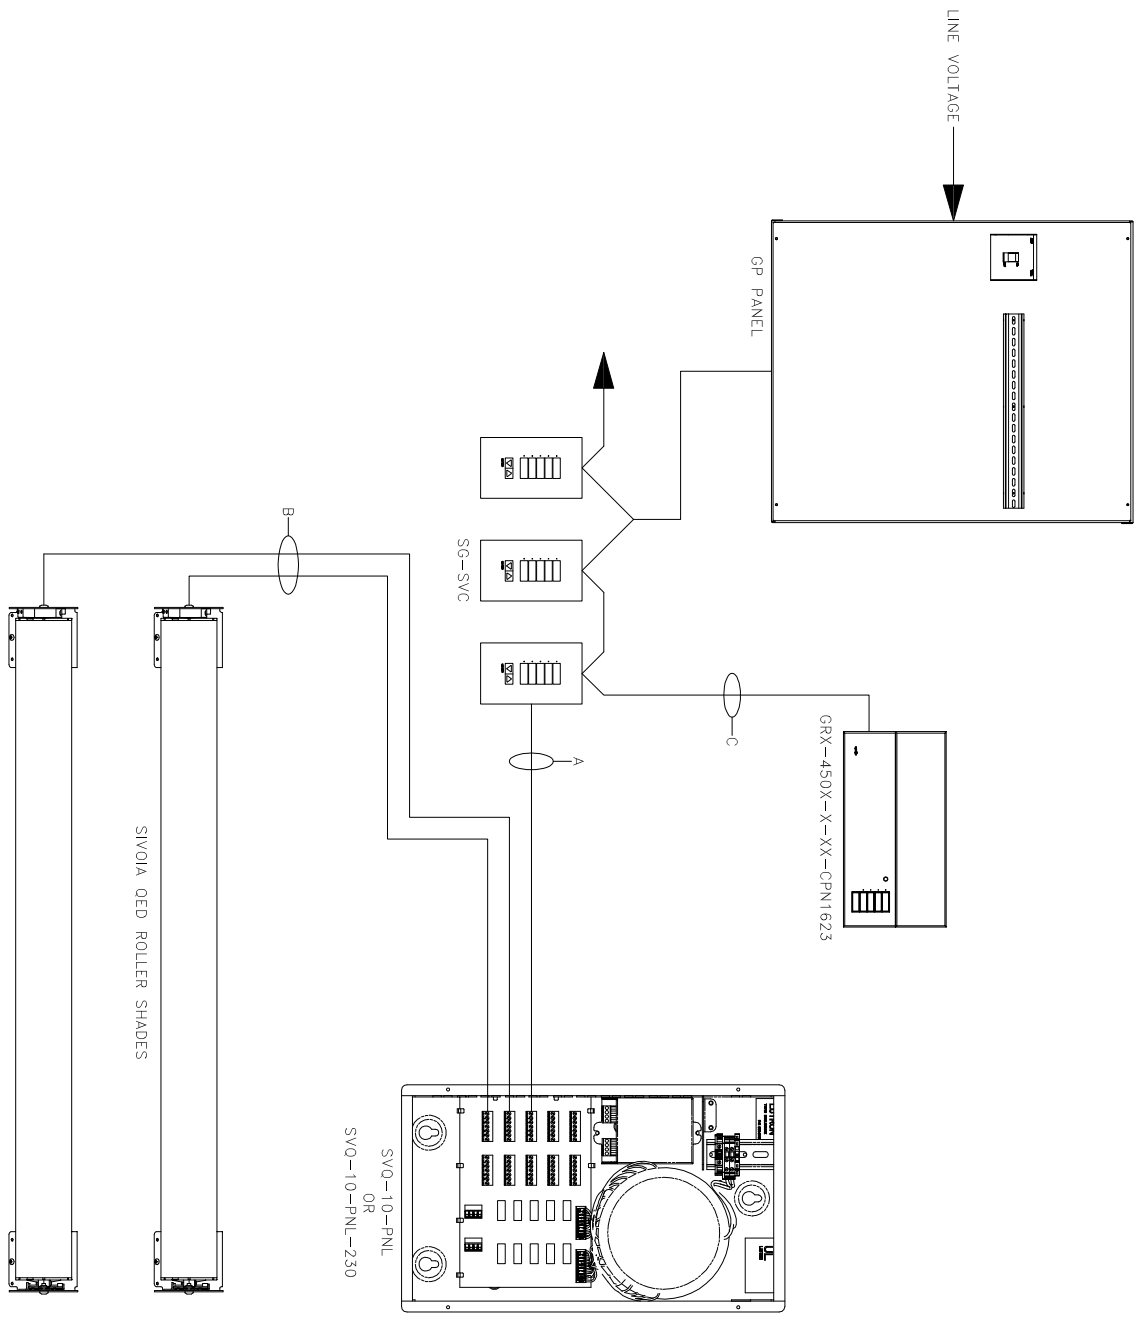 LINE VOLTAGE
GP PANEL
SG-SVC
B
C
A
GRX-450X-X-XX-CPN1623
SIVOIA QED ROLLER SHADES
SVQ-10-PNL
OR
SVQ-10-PNL-230